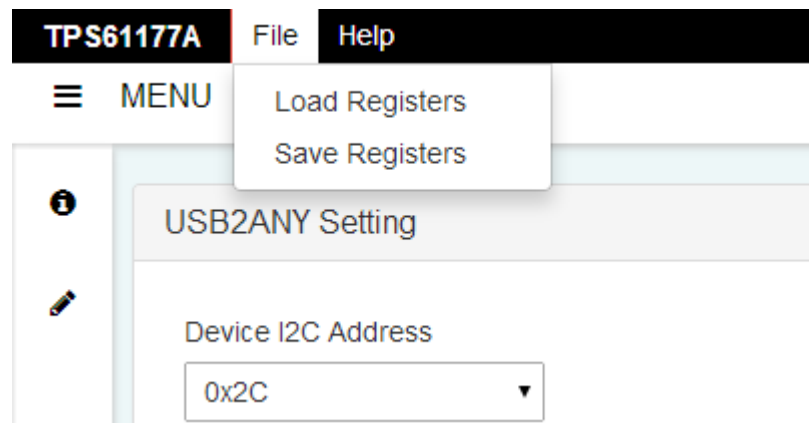 TPS61177A File Help
MENU
Load Registers
Save Registers
USB2ANY Setting
Device I2C Address
0x2C